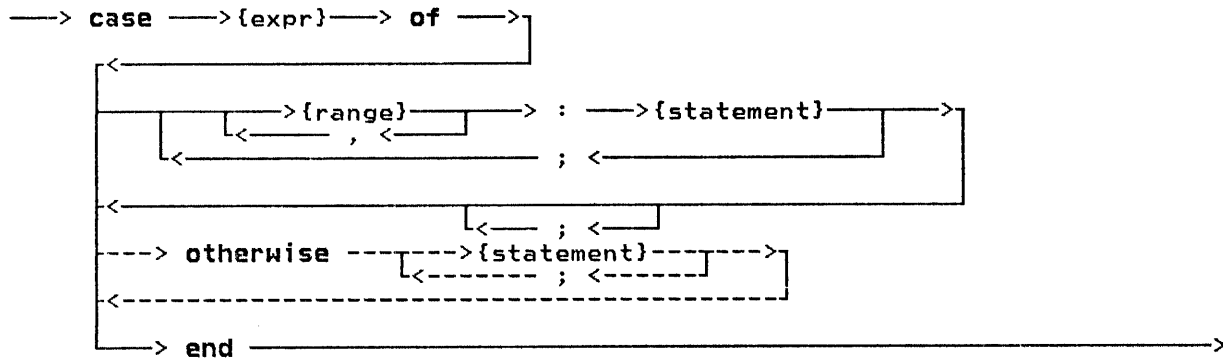 case {expr} of
{range} : {statement}
,
;
;
otherwise {statement}
;
end